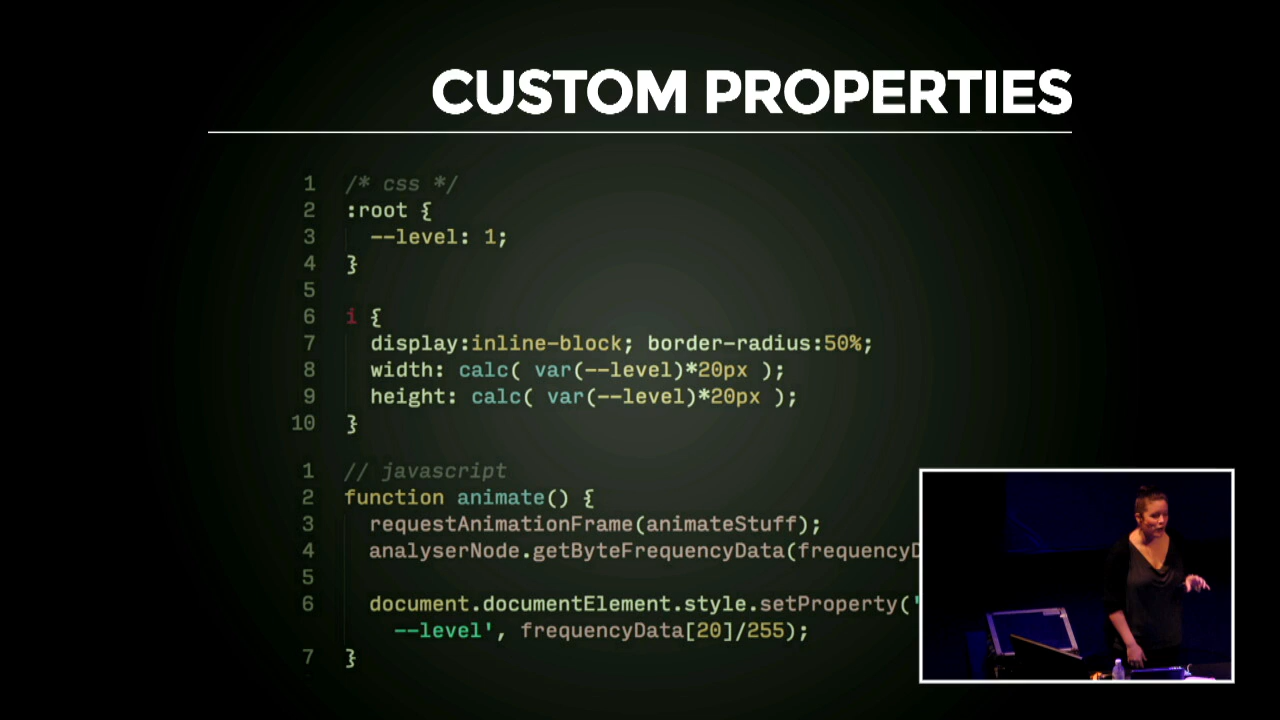 CUSTOM PROPERTIES
1 /* css */
2 :root {
3 --level: 1;
4 }
5
6 i {
7 display:inline-block; border-radius:50%;
8 width: calc( var(--level)*20px );
9 height: calc( var(--level)*20px );
10 }
1 // javascript
2 function animate() {
3 requestAnimationFrame(animateStuff);
4 analyserNode.getByteFrequencyData(frequencyD
5
6 document.documentElement.style.setProperty('
--level', frequencyData[20]/255);
7 }